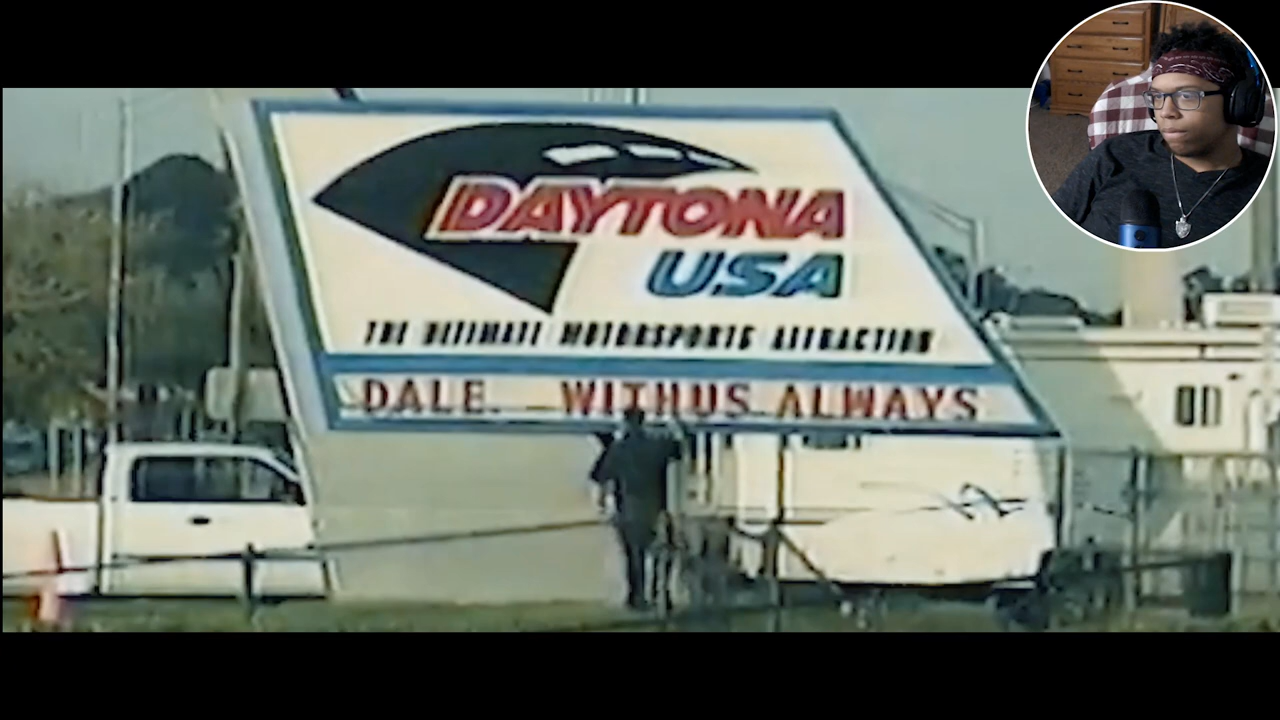 DAYTONA
USA
THE ULTIMATE MOTORSPORTS ATTRACTION
DALE. WITH US ALWAYS